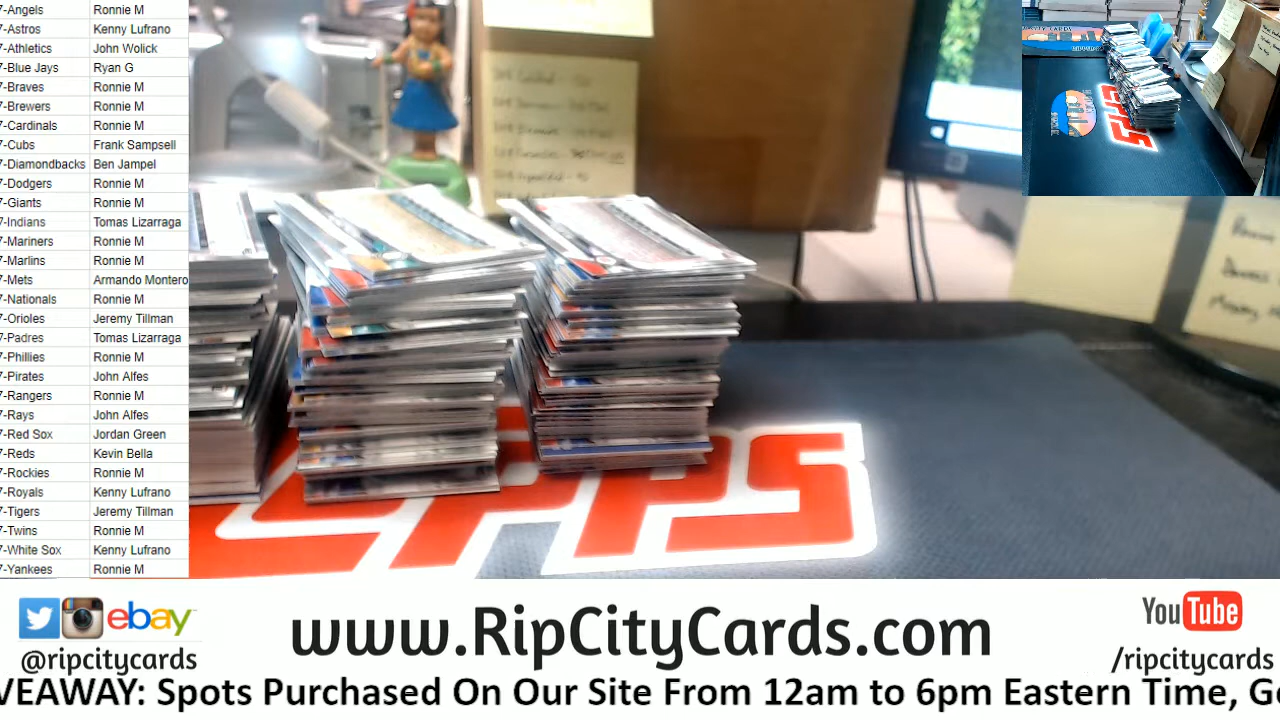 7-Angels Ronnie M
7-Astros Kenny Lufrano
7-Athletics John Wolick
7-Blue Jays Ryan G
7-Braves Ronnie M
7-Brewers Ronnie M
7-Cardinals Ronnie M
7-Cubs Frank Sampsell
7-Diamondbacks Ben Jampel
7-Dodgers Ronnie M
7-Giants Ronnie M
7-Indians Tomas Lizarraga
7-Mariners Ronnie M
7-Marlins Ronnie M
7-Mets Armando Montero
7-Nationals Ronnie M
7-Orioles Jeremy Tillman
7-Padres Tomas Lizarraga
7-Phillies Ronnie M
7-Pirates John Alfes
7-Rangers Ronnie M
7-Rays John Alfes
7-Red Sox Jordan Green
7-Reds Kevin Bella
7-Rockies Ronnie M
7-Royals Kenny Lufrano
7-Tigers Jeremy Tillman
7-Twins Ronnie M
7-White Sox Kenny Lufrano
7-Yankees Ronnie M
ebay
@ripcitycards
www.RipCityCards.com
YouTube
/ripcitycards
VEAWAY: Spots Purchased On Our Site From 12am to 6pm Eastern Time, G